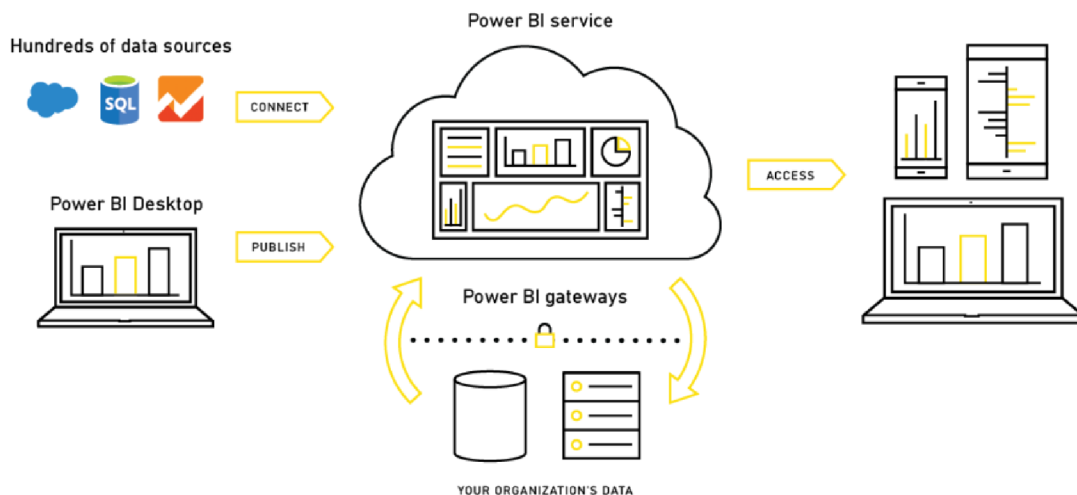 Power BI service
Hundreds of data sources
SQL
CONNECT
ACCESS
Power BI Desktop
PUBLISH
Power BI gateways
YOUR ORGANIZATION'S DATA